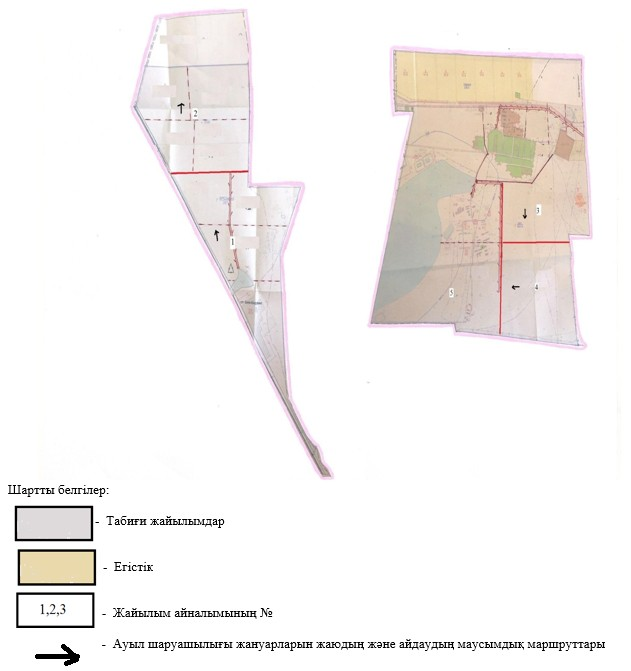 2
1
3
4
5
Шартты белгілер:
- Табиғи жайылымдар
- Егістік
1,2,3 - Жайылым айналымының №
- Ауыл шаруашылығы жануарларын жаюдың және айдаудың маусымдық маршруттары